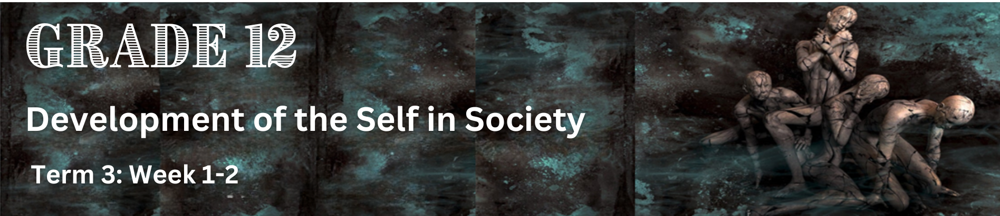 GRADE 12
Development of the Self in Society
Term 3: Week 1-2